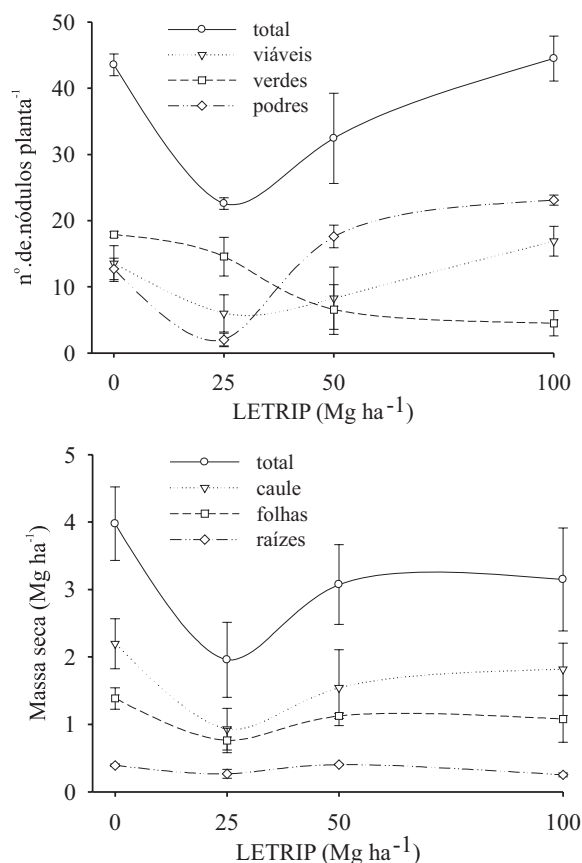 50
40
30
20
10
0
nº.de.nódulos planta⁻¹
total
viáveis
verdes
podres
0 25 50 100
LETRIP (Mg ha⁻¹)
5
4
3
2
1
0
Massa seca (Mg ha⁻¹)
total
caule
folhas
raízes
0 25 50 100
LETRIP (Mg ha⁻¹)